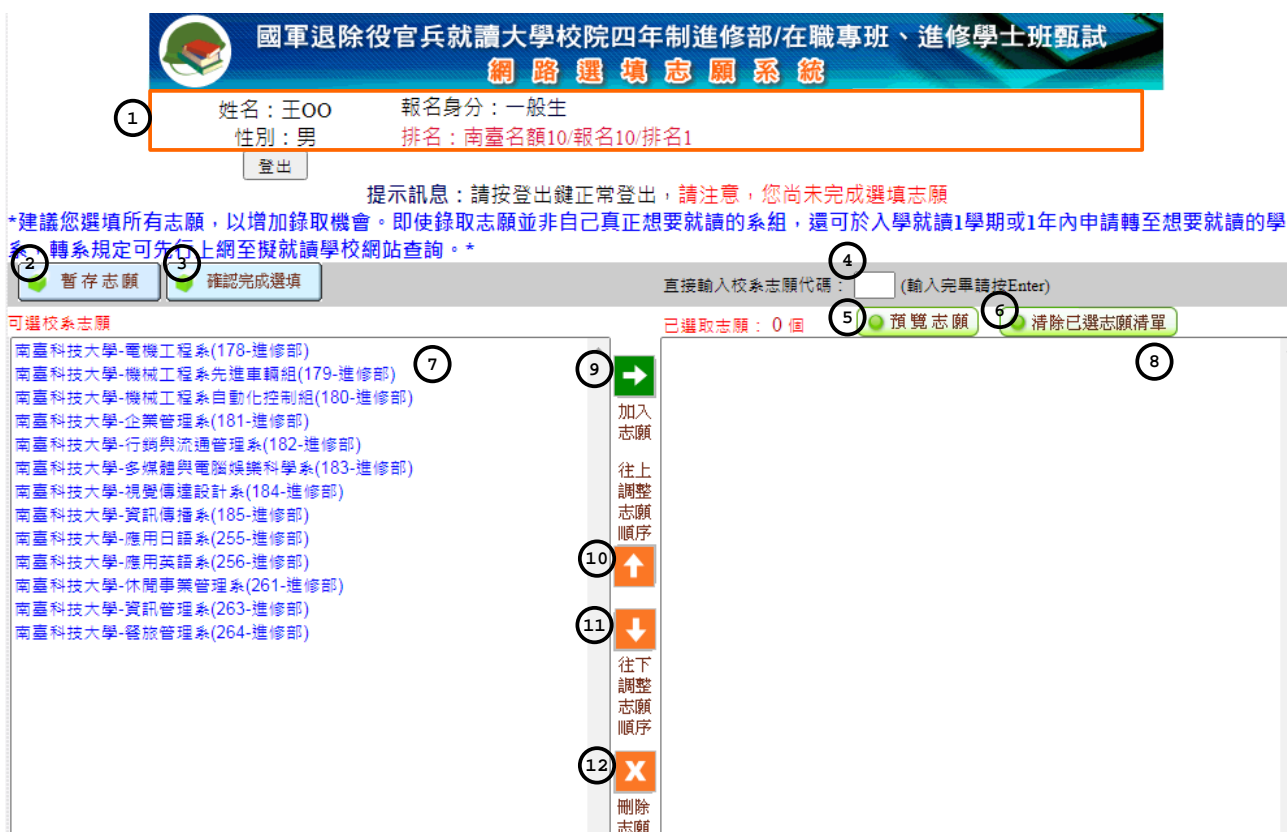 國軍退除役官兵就讀大學校院四年制進修部/在職專班、進修學士班甄試
網路選填志願系統
1
姓名：王OO 報名身分：一般生
性別：男 排名：南臺名額10/報名10/排名1
登出
提示訊息：請按登出鍵正常登出，請注意，您尚未完成選填志願
*建議您選填所有志願，以增加錄取機會。即使錄取志願並非自己真正想要就讀的系組，還可於入學就讀1學期或1年內申請轉至想要就讀的學
系，轉系規定可先行上網至擬就讀學校網站查詢。*
2 暫存志願 3 確認完成選填 直接輸入校系志願代碼： 4 (輸入完畢請按Enter)
可選校系志願 已選取志願： 0 個 5 預覽志願 6 清除已選志願清單
南臺科技大學-電機工程系(178-進修部)
南臺科技大學-機械工程系先進車輛組(179-進修部)
南臺科技大學-機械工程系自動化控制組(180-進修部)
南臺科技大學-企業管理系(181-進修部)
南臺科技大學-行銷與流通管理系(182-進修部)
南臺科技大學-多媒體與電腦娛樂科學系(183-進修部)
南臺科技大學-視覺傳達設計系(184-進修部)
南臺科技大學-資訊傳播系(185-進修部)
南臺科技大學-應用日語系(255-進修部)
南臺科技大學-應用英語系(256-進修部)
南臺科技大學-休閒事業管理系(261-進修部)
南臺科技大學-資訊管理系(263-進修部)
南臺科技大學-餐旅管理系(264-進修部)
7
9
加入
志願
往上
調整
志願
順序
10
11
往下
調整
志願
順序
12
X
刪除
志願
8